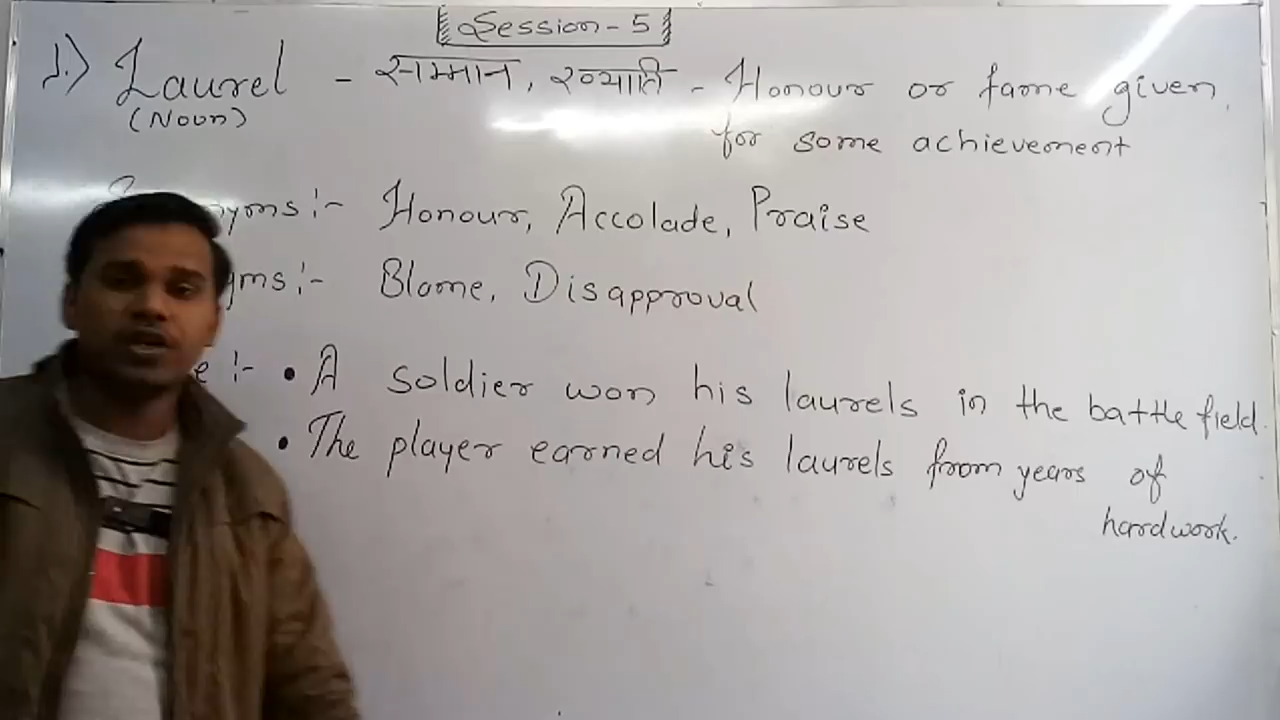 Session - 5
1.) Laurel - सम्मान, ख्याति - Honour or fame given
(Noun) for some achievement
:- Honour, Accolade, Praise
:- Blame, Disapproval
:- • A soldier won his laurels in the battle field.
• The player earned his laurels from years of
hardwork.